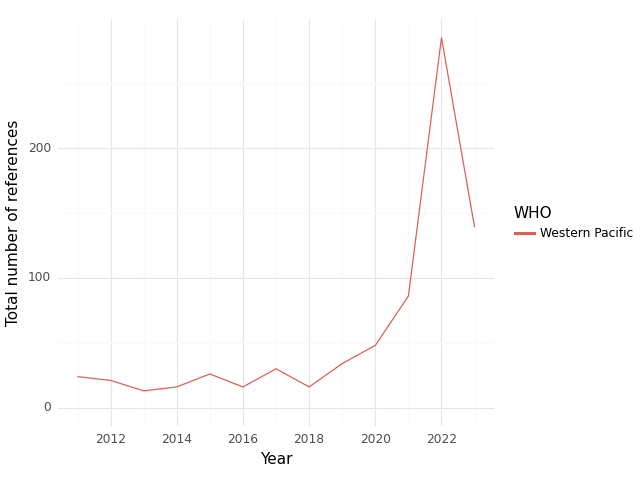 Total number of references
200
100
0
2012 2014 2016 2018 2020 2022
Year
WHO
Western Pacific